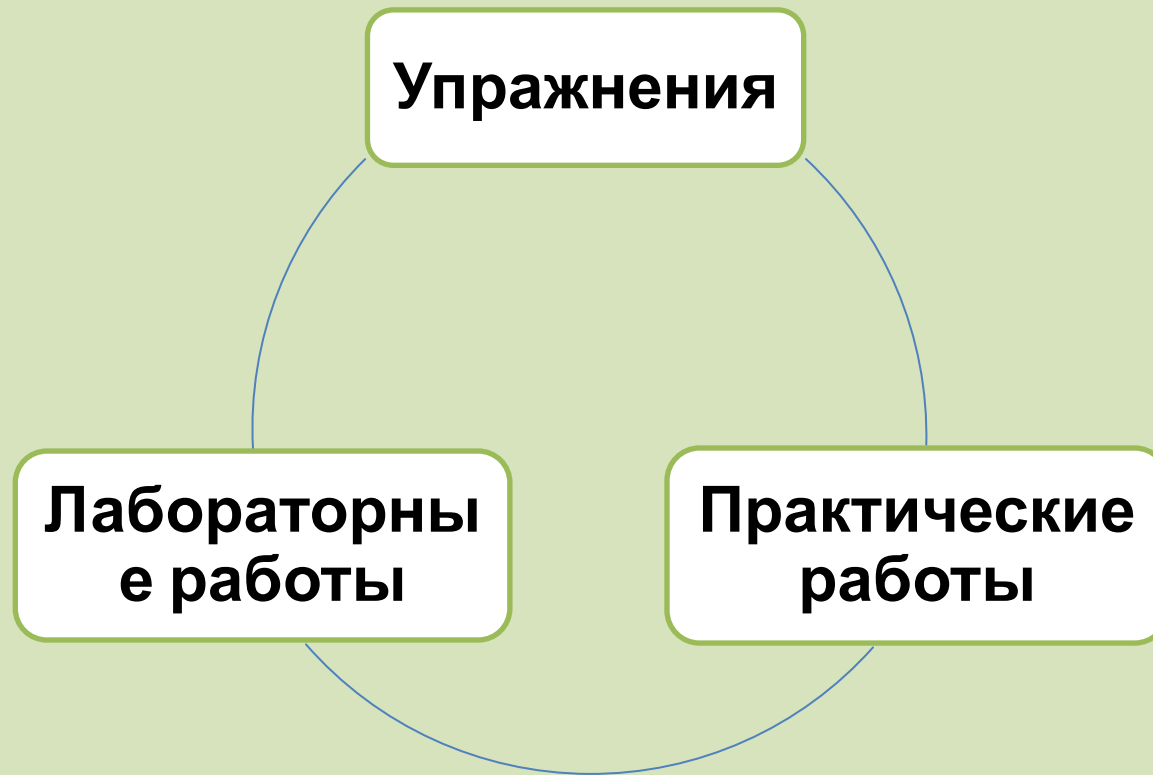 Упражнения
Лабораторны
е работы
Практические
работы